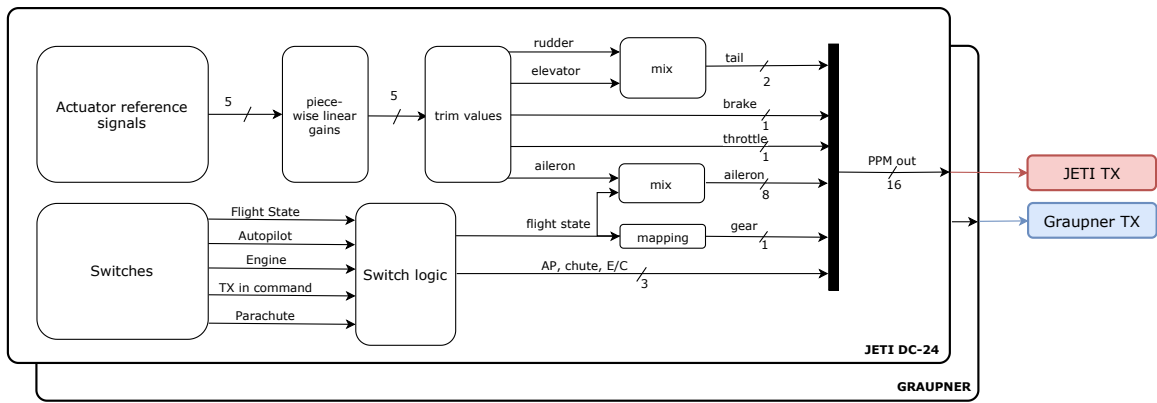 Actuator reference
signals
5
piece-
wise linear
gains
5
trim values
rudder
elevator
mix
tail
2
brake
1
throttle
1
aileron
mix
aileron
8
flight state
mapping
gear
1
Switches
Flight State
Autopilot
Engine
TX in command
Parachute
Switch logic
AP, chute, E/C
3
PPM out
16
JETI TX
Graupner TX
JETI DC-24
GRAUPNER